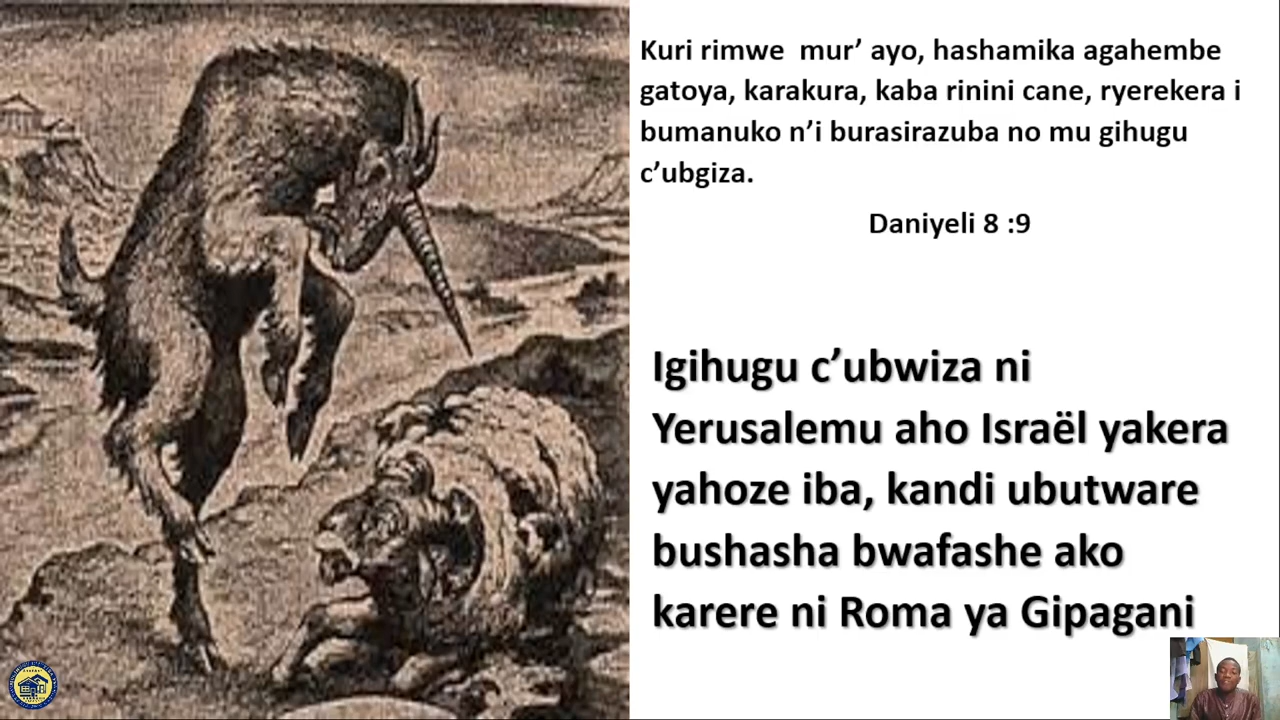 Kuri rimwe mur’ ayo, hashamika agahembe
gatoya, karakura, kaba rinini cane, ryerekera i
bumanuko n’i burasirazuba no mu gihugu
c’ubgiza.
Daniyeli 8 :9
Igihugu c’ubwiza ni
Yerusalemu aho Israël yakera
yahoze iba, kandi ubutware
bushasha bwafashe ako
karere ni Roma ya Gipagani